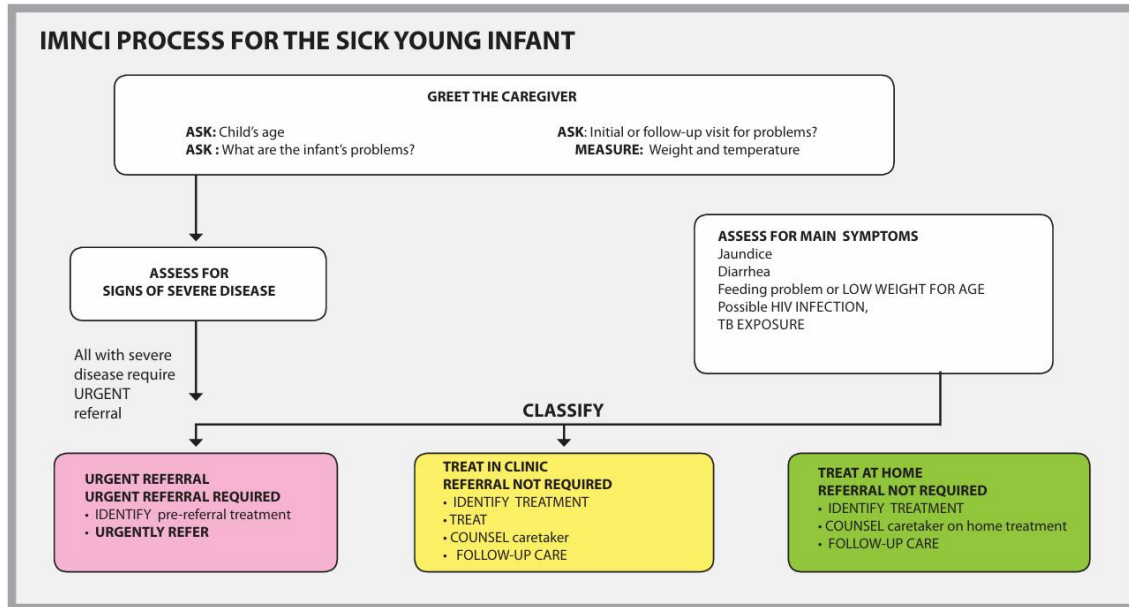 IMNCI PROCESS FOR THE SICK YOUNG INFANT
GREET THE CAREGIVER
ASK: Child's age
ASK : What are the infant's problems?
ASK: Initial or follow-up visit for problems?
MEASURE: Weight and temperature
ASSESS FOR
SIGNS OF SEVERE DISEASE
ASSESS FOR MAIN SYMPTOMS
Jaundice
Diarrhea
Feeding problem or LOW WEIGHT FOR AGE
Possible HIV INFECTION,
TB EXPOSURE
All with severe
disease require
URGENT
referral
CLASSIFY
URGENT REFERRAL
URGENT REFERRAL REQUIRED
• IDENTIFY pre-referral treatment
• URGENTLY REFER
TREAT IN CLINIC
REFERRAL NOT REQUIRED
• IDENTIFY TREATMENT
• TREAT
• COUNSEL caretaker
• FOLLOW-UP CARE
TREAT AT HOME
REFERRAL NOT REQUIRED
• IDENTIFY TREATMENT
• COUNSEL caretaker on home treatment
• FOLLOW-UP CARE